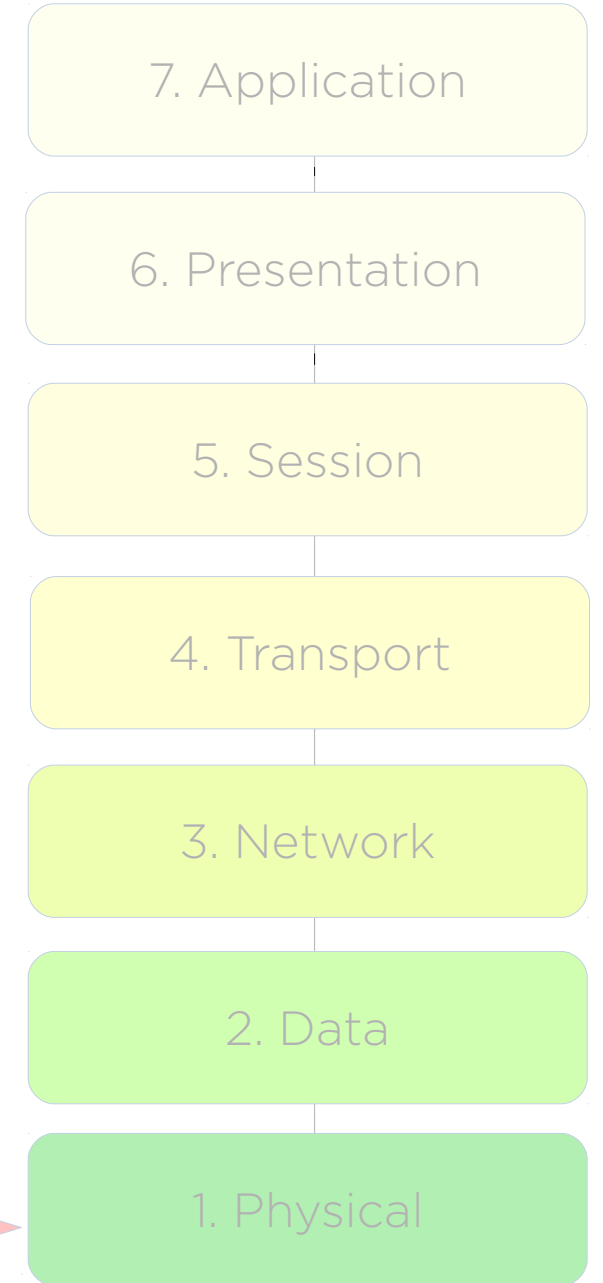 7. Application
6. Presentation
5. Session
4. Transport
3. Network
2. Data
1. Physical